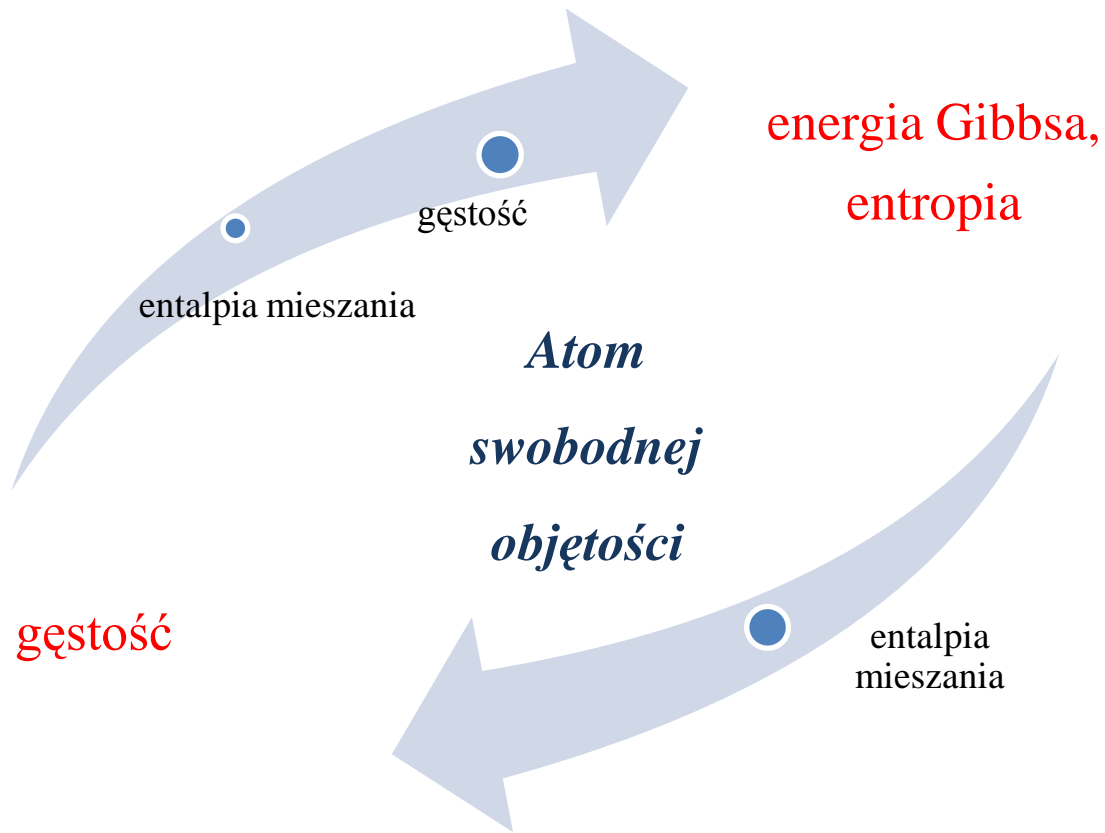 energia Gibbsa,
entropia
gęstość
entalpia mieszania
Atom
swobodnej
objętości
gęstość
entalpia
mieszania